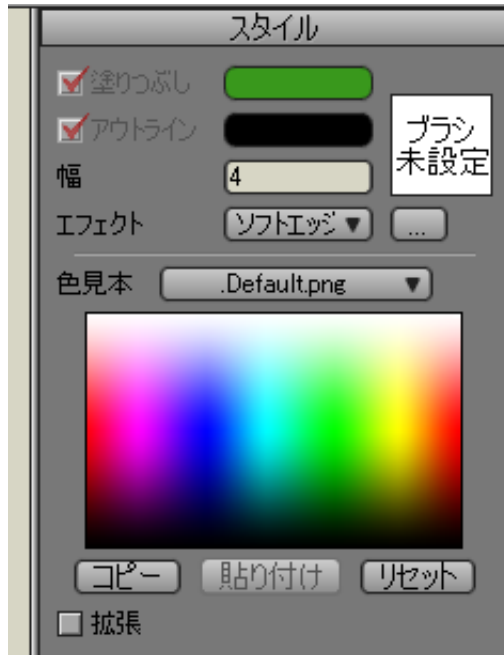 スタイル
塗りつぶし
アウトライン
ブラシ
未設定
幅
4
エフェクト
ソフトエッジ
...
色見本
.Default.png
コピー
貼り付け
リセット
拡張